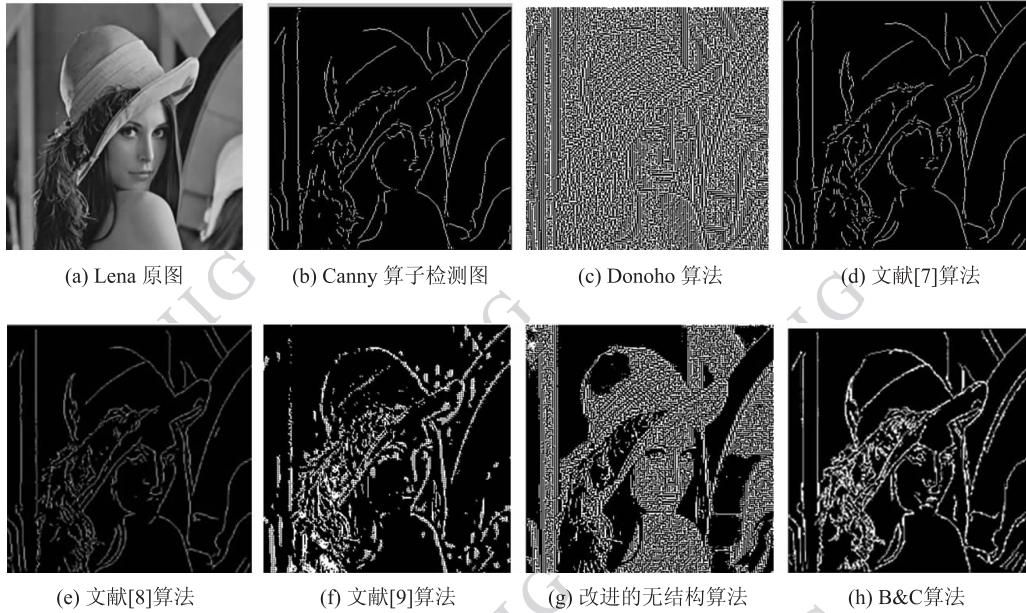 (a) Lena 原图
(b) Canny 算子检测图
(c) Donoho 算法
(d) 文献[7]算法
(e) 文献[8]算法
(f) 文献[9]算法
(g) 改进的无结构算法
(h) B&C算法